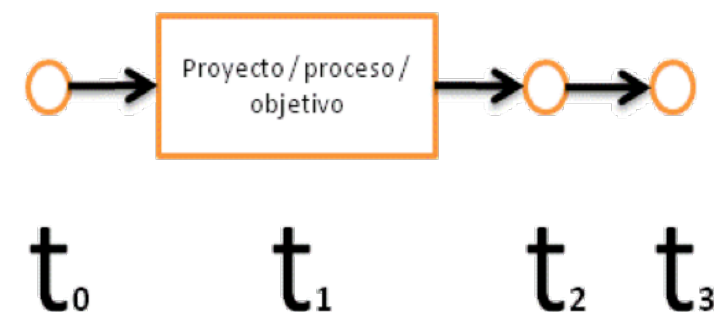 Proyecto / proceso /
objetivo
t₀ t₁ t₂ t₃